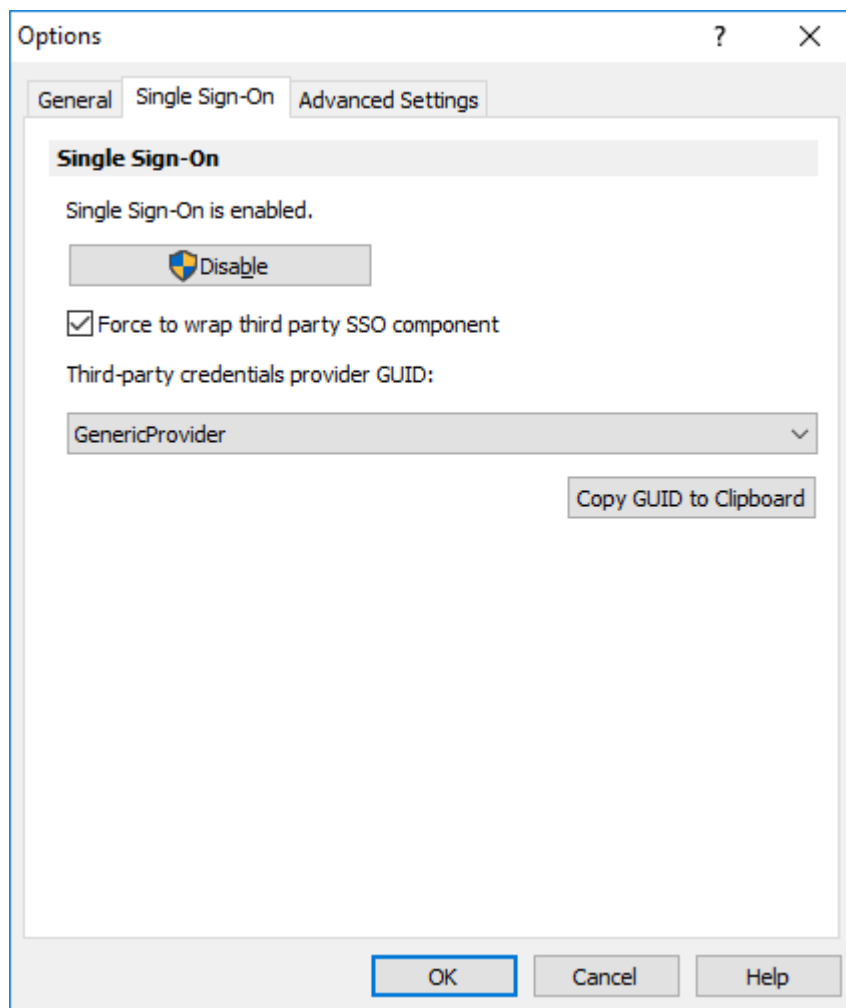 Options
General Single Sign-On Advanced Settings
Single Sign-On
Single Sign-On is enabled.
Disable
Force to wrap third party SSO component
Third-party credentials provider GUID:
GenericProvider
Copy GUID to Clipboard
OK Cancel Help